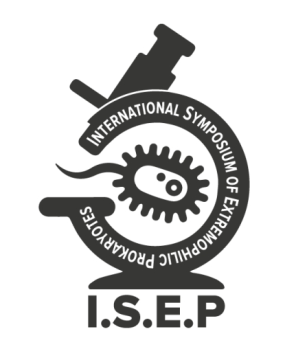 INTERNATIONAL SYMPOSIUM OF EXTREMOPHILIC PROKARYOTES
I.S.E.P